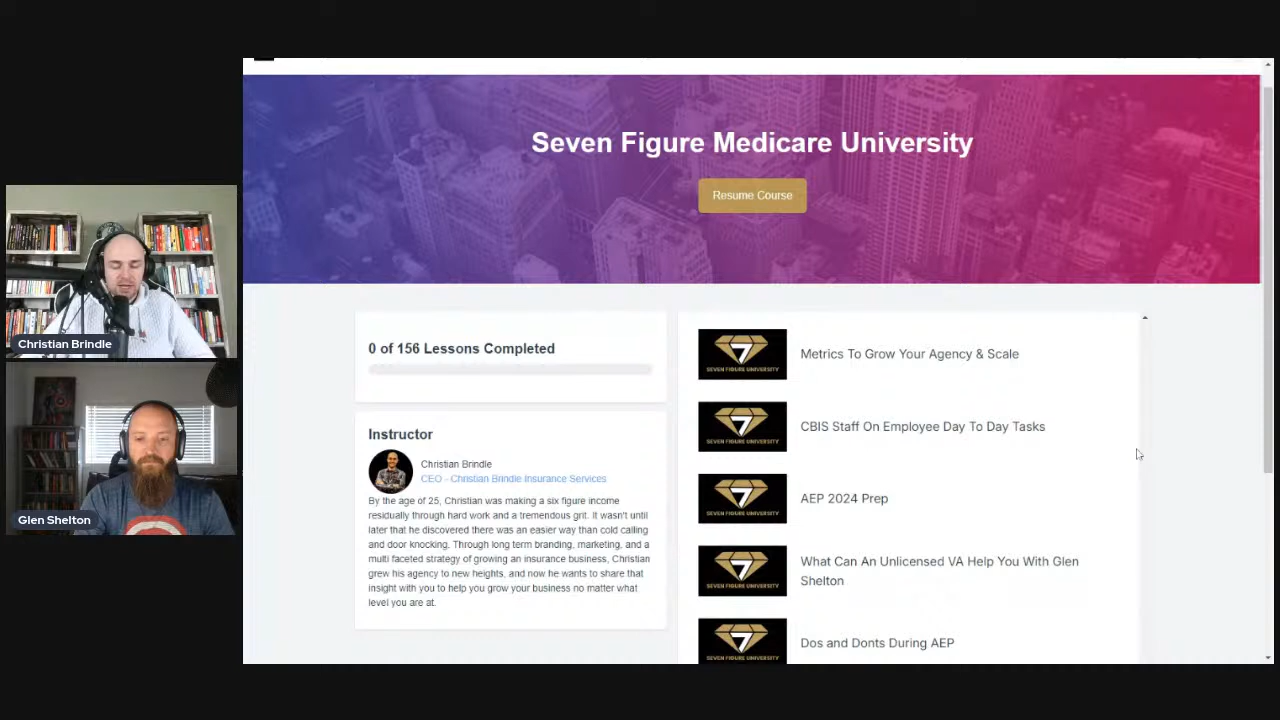 Seven Figure Medicare University
Resume Course
Christian Brindle
Glen Shelton
0 of 156 Lessons Completed
Instructor
Christian Brindle
CEO - Christian Brindle Insurance Services
By the age of 25, Christian was making a six figure income
residually through hard work and a tremendous grit. It wasn't until
later that he discovered there was an easier way than cold calling
and door knocking. Through long term branding, marketing, and a
multi faceted strategy of growing an insurance business, Christian
grew his agency to new heights, and now he wants to share that
insight with you to help you grow your business no matter what
level you are at.
7
SEVEN FIGURE UNIVERSITY
Metrics To Grow Your Agency & Scale
7
SEVEN FIGURE UNIVERSITY
CBIS Staff On Employee Day To Day Tasks
7
SEVEN FIGURE UNIVERSITY
AEP 2024 Prep
7
SEVEN FIGURE UNIVERSITY
What Can An Unlicensed VA Help You With Glen
Shelton
7
SEVEN FIGURE UNIVERSITY
Dos and Donts During AEP